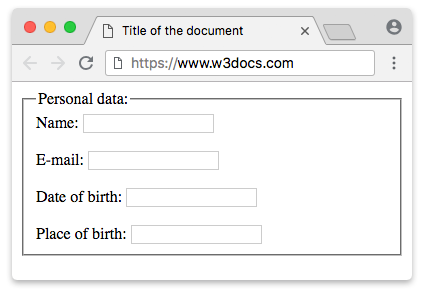 Title of the document
https://www.w3docs.com
Personal data:
Name:
E-mail:
Date of birth:
Place of birth: